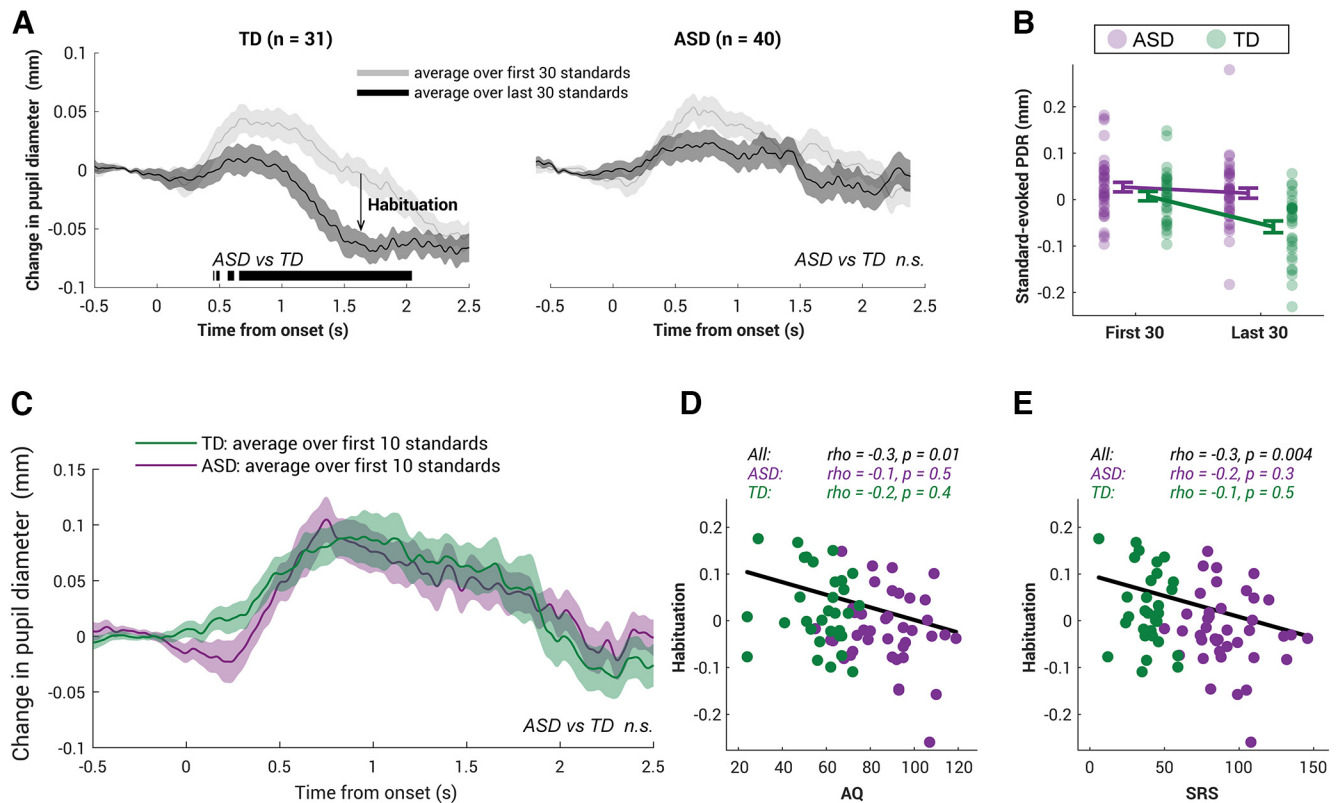 A
TD (n = 31)
ASD (n = 40)
average over first 30 standards
average over last 30 standards
Change in pupil diameter (mm)
0.1
0.05
0
-0.05
-0.1
Habituation
ASD vs TD
ASD vs TD n.s.
-0.5 0 0.5 1 1.5 2 2.5
-0.5 0 0.5 1 1.5 2 2.5
Time from onset (s)
Time from onset (s)
B
ASD TD
Standard-evoked PDR (mm)
0.2
0.1
0
-0.1
-0.2
First 30 Last 30
C
TD: average over first 10 standards
ASD: average over first 10 standards
Change in pupil diameter (mm)
0.15
0.1
0.05
0
-0.05
-0.1
ASD vs TD n.s.
-0.5 0 0.5 1 1.5 2 2.5
Time from onset (s)
D
All: rho = -0.3, p = 0.01
ASD: rho = -0.1, p = 0.5
TD: rho = -0.2, p = 0.4
Habituation
0.2
0.1
0
-0.1
-0.2
20 40 60 80 100 120
AQ
E
All: rho = -0.3, p = 0.004
ASD: rho = -0.2, p = 0.3
TD: rho = -0.1, p = 0.5
Habituation
0.2
0.1
0
-0.1
-0.2
0 50 100 150
SRS